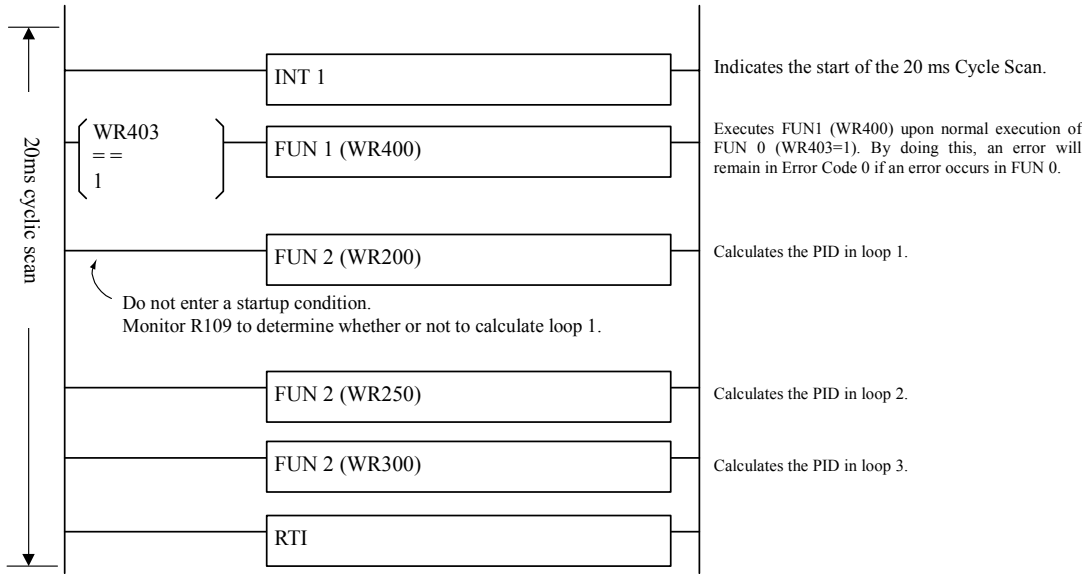 INT 1
Indicates the start of the 20 ms Cycle Scan.
20ms cyclic scan
WR403
= =
1
FUN 1 (WR400)
Executes FUN1 (WR400) upon normal execution of
FUN 0 (WR403=1). By doing this, an error will
remain in Error Code 0 if an error occurs in FUN 0.
FUN 2 (WR200)
Calculates the PID in loop 1.
Do not enter a startup condition.
Monitor R109 to determine whether or not to calculate loop 1.
FUN 2 (WR250)
Calculates the PID in loop 2.
FUN 2 (WR300)
Calculates the PID in loop 3.
RTI